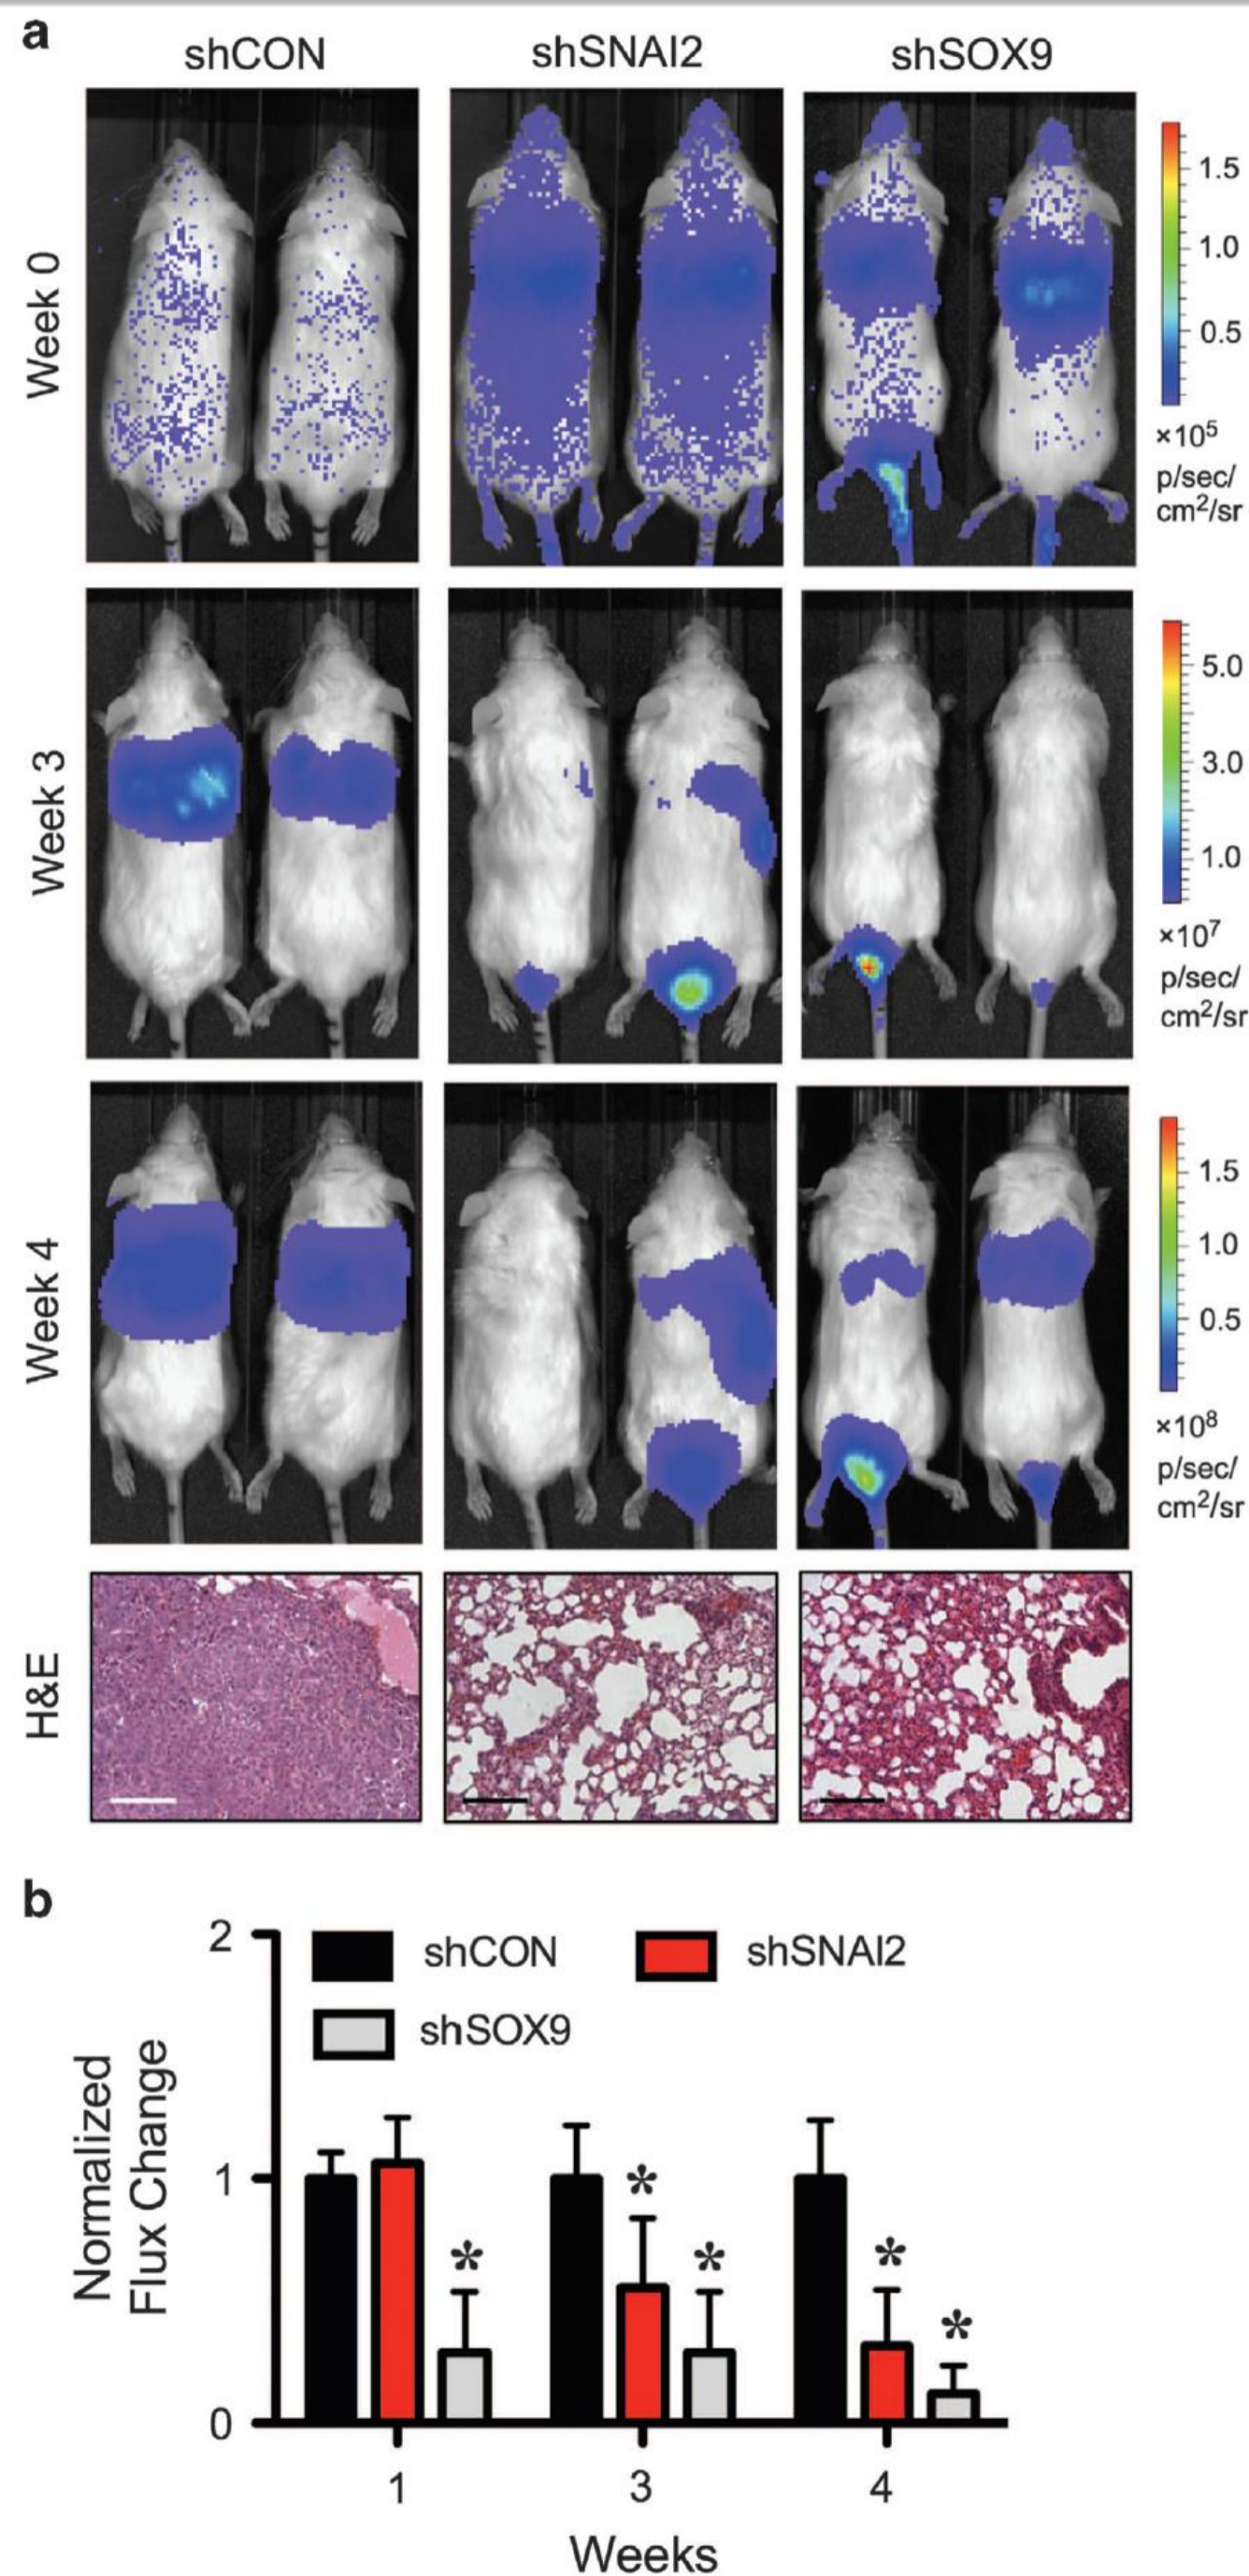 a
shCON shSNAI2 shSOX9
Week 0
1.5
1.0
0.5
×10⁵
p/sec/
cm²/sr
Week 3
5.0
3.0
1.0
×10⁷
p/sec/
cm²/sr
Week 4
1.5
1.0
0.5
×10⁸
p/sec/
cm²/sr
H&E
b
shCON shSNAI2
shSOX9
Normalized
Flux Change
2
1
0
* * * * *
1 3 4
Weeks